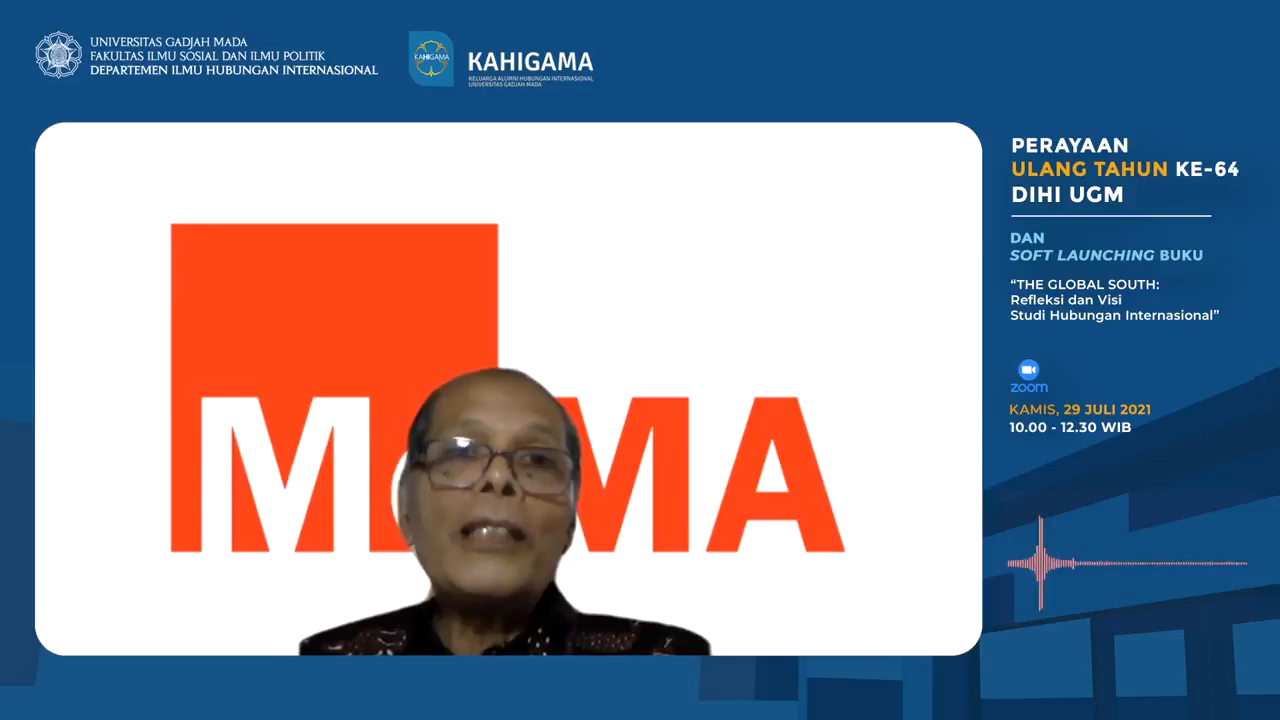 UNIVERSITAS GADJAH MADA
FAKULTAS ILMU SOSIAL DAN ILMU POLITIK
DEPARTEMEN ILMU HUBUNGAN INTERNASIONAL
KAHIGAMA
KAHIGAMA
KELUARGA ALUMNI HUBUNGAN INTERNASIONAL
UNIVERSITAS GADJAH MADA
PERAYAAN
ULANG TAHUN KE-64
DIHI UGM
DAN
SOFT LAUNCHING BUKU
“THE GLOBAL SOUTH:
Refleksi dan Visi
Studi Hubungan Internasional”
zoom
KAMIS, 29 JULI 2021
10.00 - 12.30 WIB
M MA